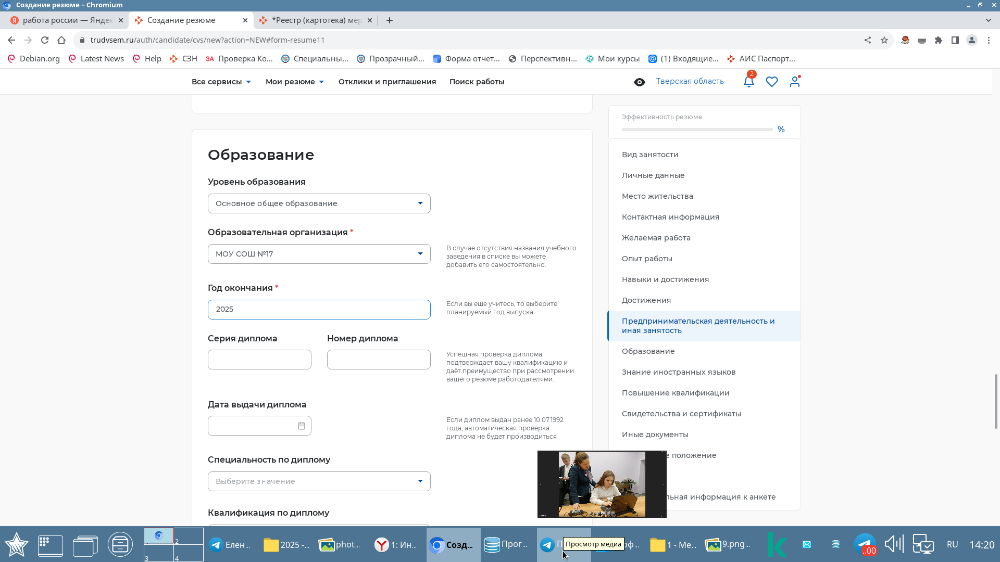 Создание резюме – Chromium
работа россии — Яндек
Создание резюме
*Реестр (картотека) мер
trudvsem.ru/auth/candidate/cvs/new?action=NEW#form-resume11
Debian.org
Latest News
Help
СЗН
ЗА Проверка Ко...
Специальны...
Прозрачный...
Форма отчет...
Перспективн...
Мои курсы
(1) Входящие...
АИС Паспорт...
Все сервисы
Мои резюме
Отклики и приглашения
Поиск работы
Тверская область
2
Образование
Уровень образования
Основное общее образование
Образовательная организация *
МОУ СОШ №17
В случае отсутствия названия учебного
заведения в списке вы можете
добавить его самостоятельно.
Год окончания *
2025
Если вы еще учитесь, то выберите
планируемый год выпуска.
Серия диплома
Номер диплома
Успешная проверка диплома
подтверждает вашу квалификацию и
даёт преимущество при рассмотрении
вашего резюме работодателями.
Дата выдачи диплома
Если диплом выдан ранее 10.07.1992
года, автоматическая проверка
диплома не будет производиться
Специальность по диплому
Выберите значение
Квалификация по диплому
Эффективность резюме
%
Вид занятости
Личные данные
Место жительства
Контактная информация
Желаемая работа
Опыт работы
Навыки и достижения
Достижения
Предпринимательская деятельность и
иная занятость
Образование
Знание иностранных языков
Повышение квалификации
Свидетельства и сертификаты
Иные документы
е положение
льная информация к анкете
2
3
4
Елен...
2025 -...
phot...
1: Ин...
Созд...
Прог...
Просмотр медиа
оф...
1 - Ме...
9.png...
..00
RU
14:20